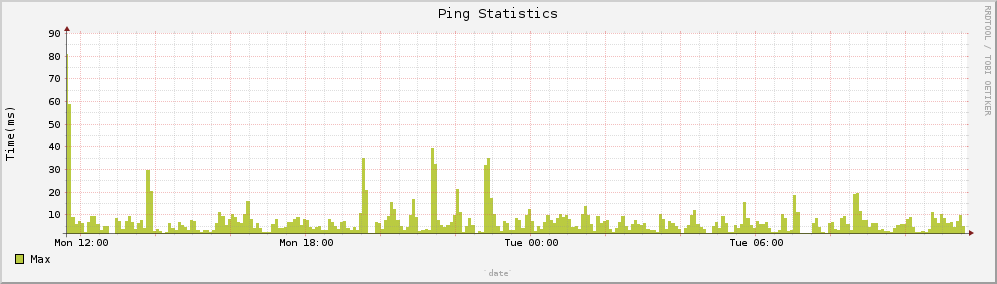 Ping Statistics
RRDTOOL / TOBI OETIKER
Time(ms)
90
80
70
60
50
40
30
20
10
Mon 12:00 Mon 18:00 Tue 00:00 Tue 06:00
Max
`date`